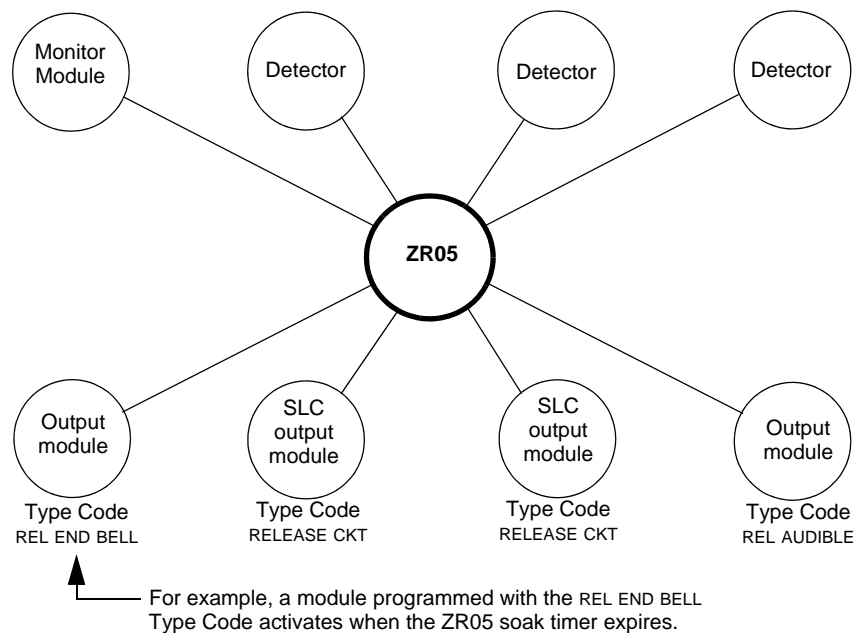 Monitor
Module
Detector
Detector
Detector
ZR05
Output
module
SLC
output
module
SLC
output
module
Output
module
Type Code
REL END BELL
Type Code
RELEASE CKT
Type Code
RELEASE CKT
Type Code
REL AUDIBLE
For example, a module programmed with the REL END BELL
Type Code activates when the ZR05 soak timer expires.